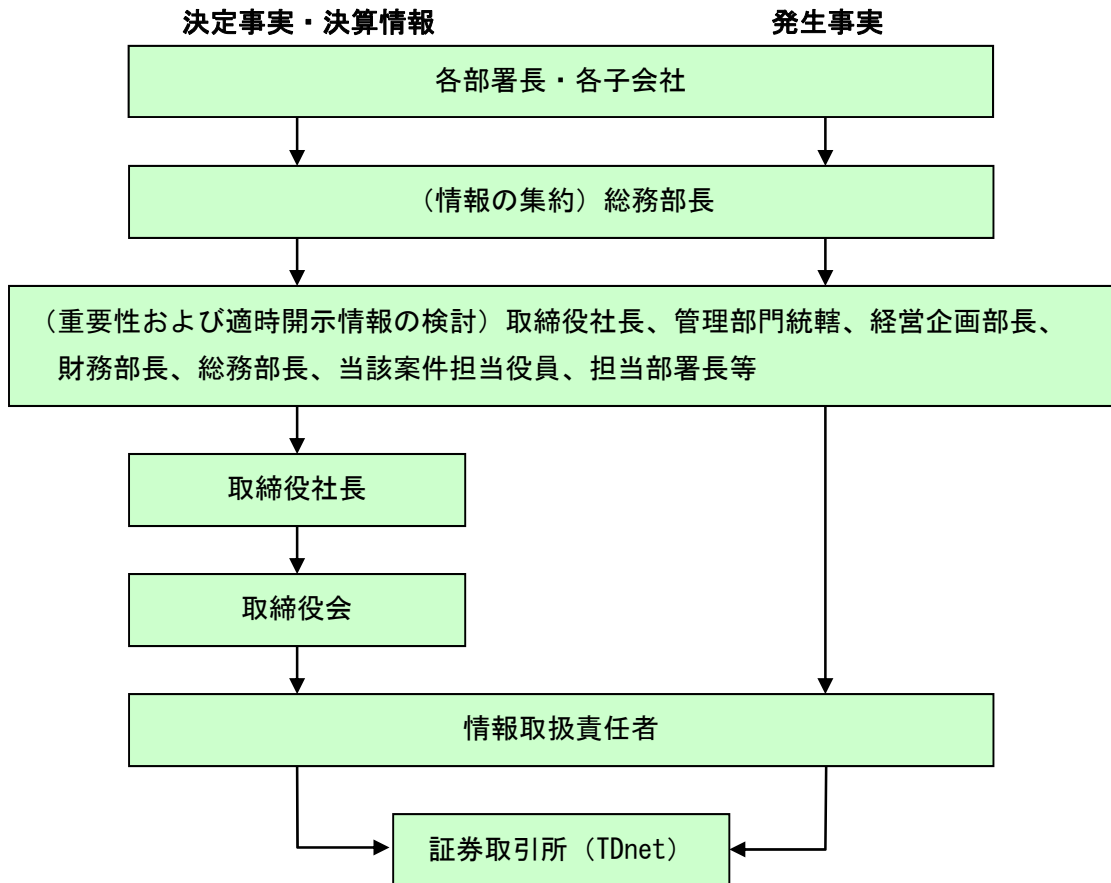 決定事実・決算情報
発生事実
各部署長・各子会社
（情報の集約）総務部長
（重要性および適時開示情報の検討）取締役社長、管理部門統轄、経営企画部長、
財務部長、総務部長、当該案件担当役員、担当部署長等
取締役社長
取締役会
情報取扱責任者
証券取引所（TDnet）